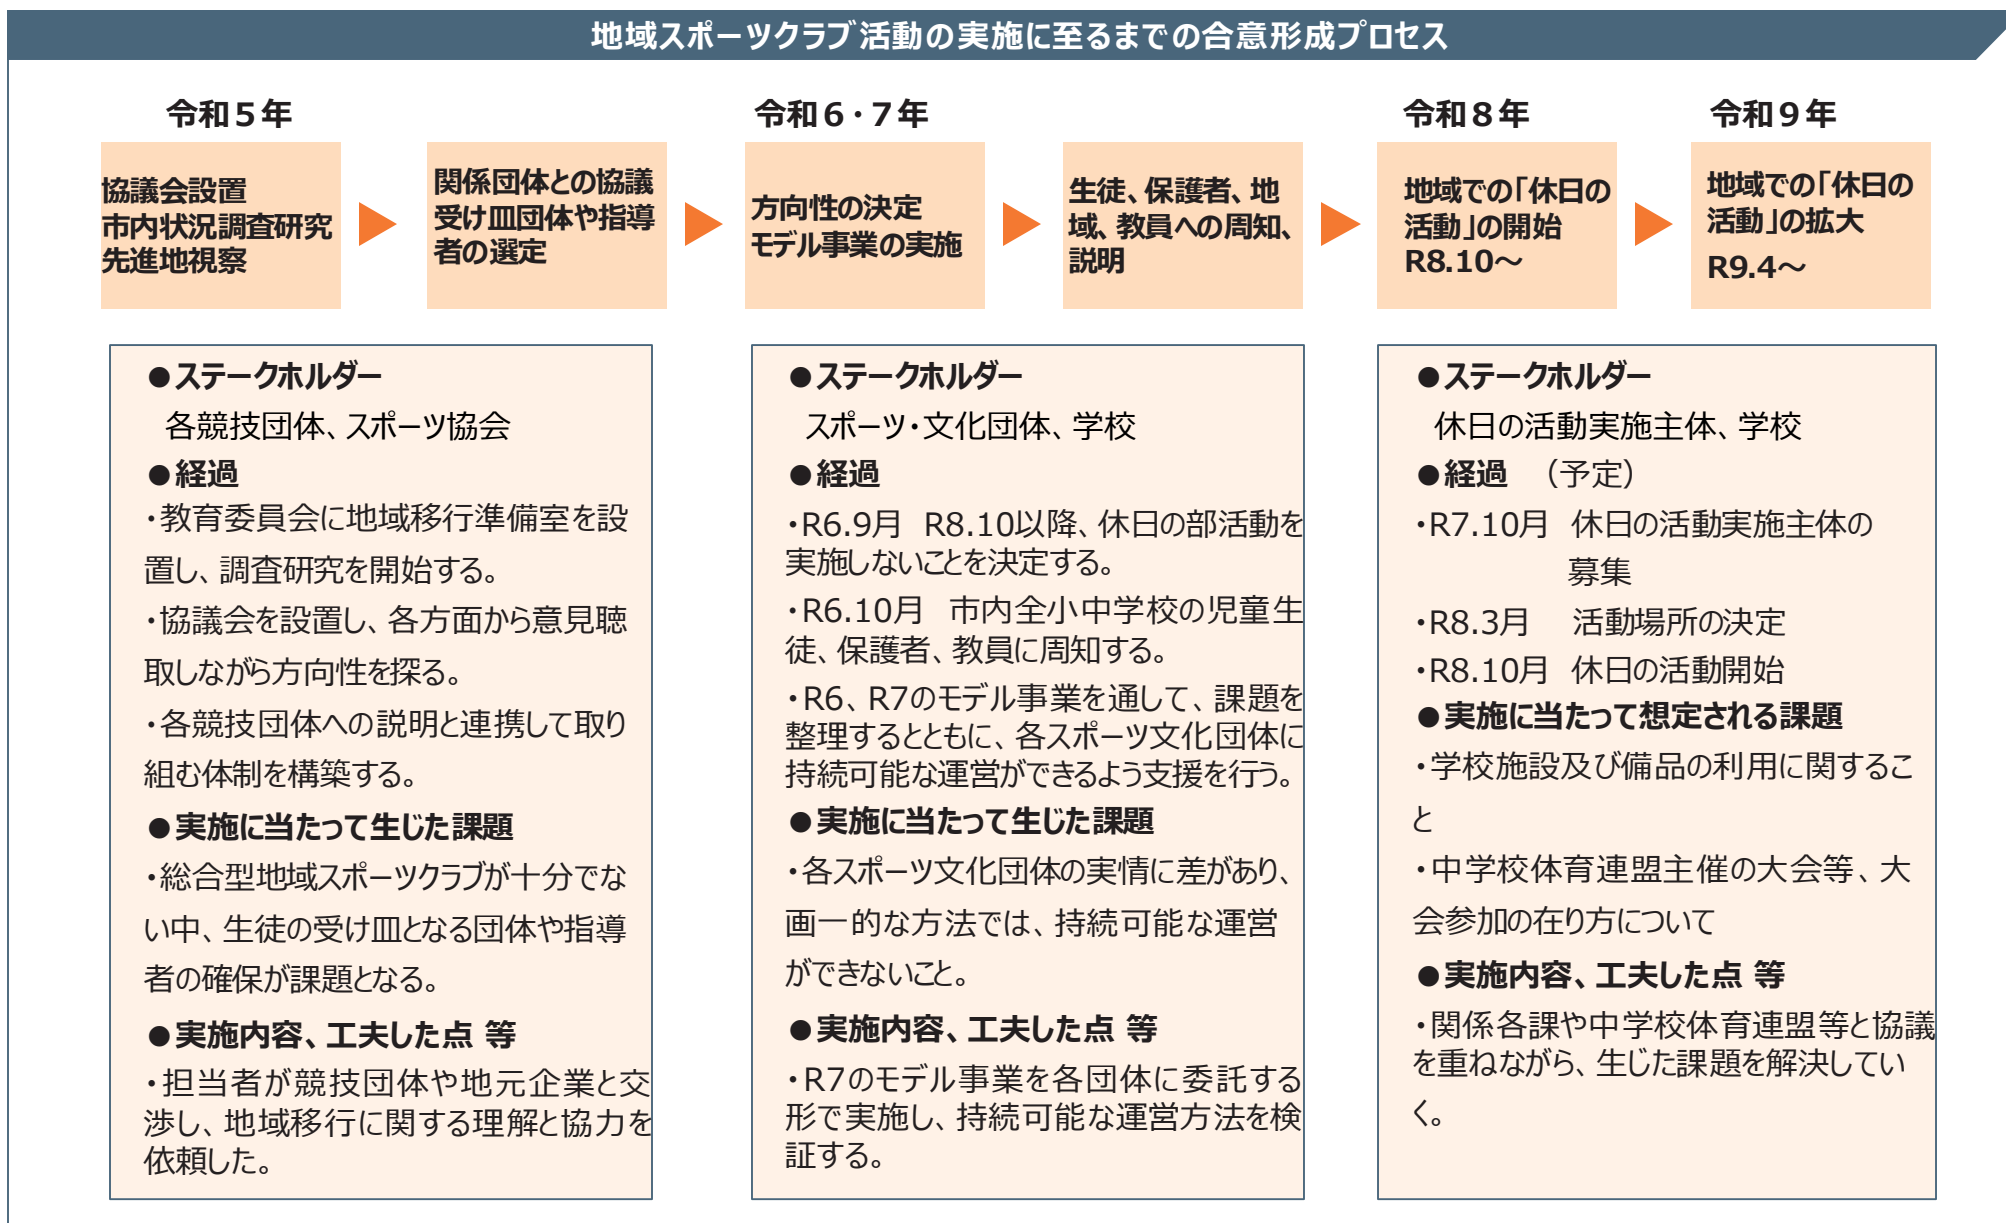 地域スポーツクラブ活動の実施に至るまでの合意形成プロセス
令和５年
令和６・７年
令和８年
令和９年
協議会設置
市内状況調査研究
先進地視察
関係団体との協議
受け皿団体や指導
者の選定
方向性の決定
モデル事業の実施
生徒、保護者、地
域、教員への周知、
説明
地域での「休日の
活動」の開始
R8.10～
地域での「休日の
活動」の拡大
R9.4～
●ステークホルダー
各競技団体、スポーツ協会
●経過
・教育委員会に地域移行準備室を設
置し、調査研究を開始する。
・協議会を設置し、各方面から意見聴
取しながら方向性を探る。
・各競技団体への説明と連携して取り
組む体制を構築する。
●実施に当たって生じた課題
・総合型地域スポーツクラブが十分でな
い中、生徒の受け皿となる団体や指導
者の確保が課題となる。
●実施内容、工夫した点 等
・担当者が競技団体や地元企業と交
渉し、地域移行に関する理解と協力を
依頼した。
●ステークホルダー
スポーツ・文化団体、学校
●経過
・R6.9月　R8.10以降、休日の部活動を
実施しないことを決定する。
・R6.10月　市内全小中学校の児童生
徒、保護者、教員に周知する。
・R6、R7のモデル事業を通して、課題を
整理するとともに、各スポーツ文化団体に
持続可能な運営ができるよう支援を行う。
●実施に当たって生じた課題
・各スポーツ文化団体の実情に差があり、
画一的な方法では、持続可能な運営
ができないこと。
●実施内容、工夫した点 等
・R7のモデル事業を各団体に委託する
形で実施し、持続可能な運営方法を検
証する。
●ステークホルダー
休日の活動実施主体、学校
●経過　（予定）
・R7.10月　休日の活動実施主体の
募集
・R8.3月　活動場所の決定
・R8.10月　休日の活動開始
●実施に当たって想定される課題
・学校施設及び備品の利用に関するこ
と
・中学校体育連盟主催の大会等、大
会参加の在り方について
●実施内容、工夫した点 等
・関係各課や中学校体育連盟等と協議
を重ねながら、生じた課題を解決してい
く。